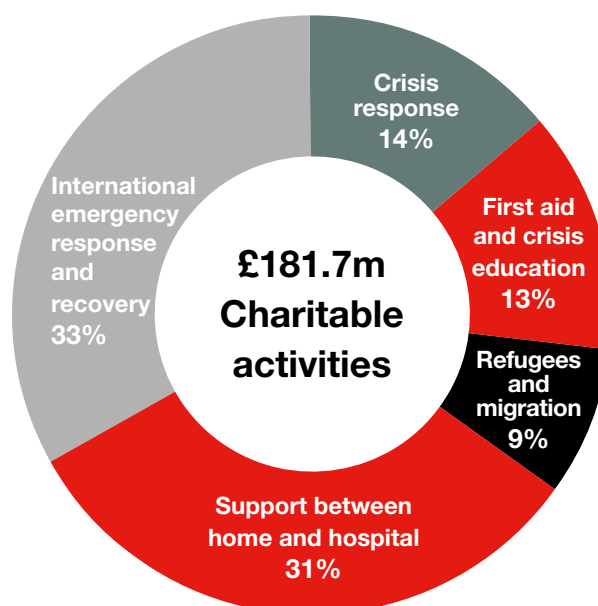 Crisis
response
14%
First aid
and crisis
education
13%
Refugees
and
migration
9%
Support between
home and hospital
31%
International
emergency
response
and
recovery
33%
£181.7m
Charitable
activities